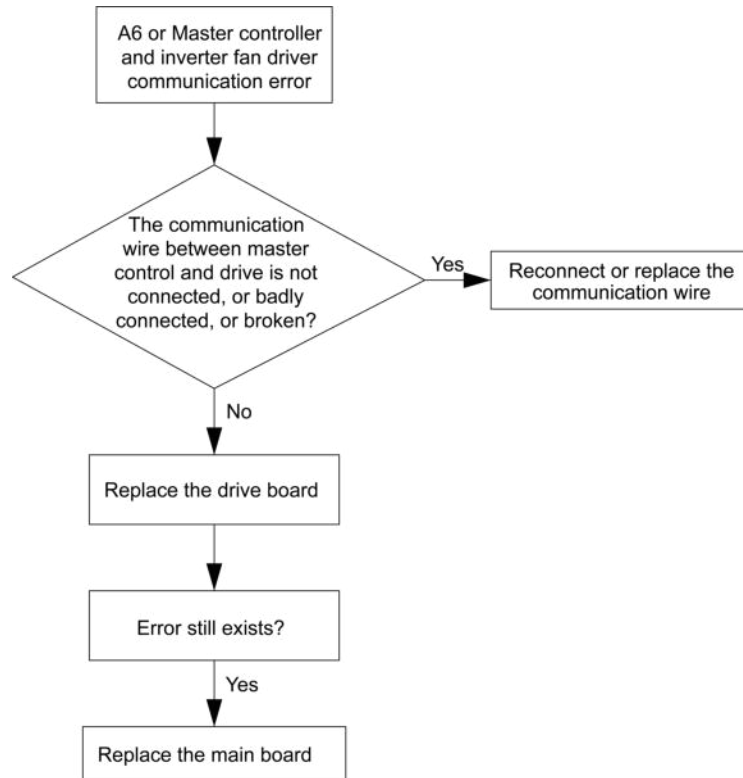 A6 or Master controller
and inverter fan driver
communication error
The communication
wire between master
control and drive is not
connected, or badly
connected, or broken?
Yes
Reconnect or replace the
communication wire
No
Replace the drive board
Error still exists?
Yes
Replace the main board